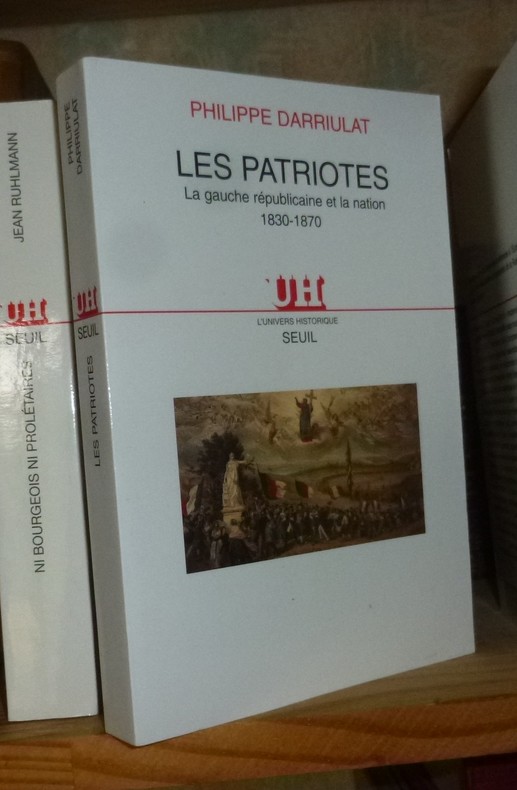 PHILIPPE DARRIULAT
LES PATRIOTES
La gauche républicaine et la nation
1830-1870
UH
L'UNIVERS HISTORIQUE
SEUIL
PHILIPPE
DARRIULAT
UH
SEUIL
LES PATRIOTES
JEAN RUHLMANN
UH
SEUIL
NI BOURGEOIS NI PROLÉTAIRES